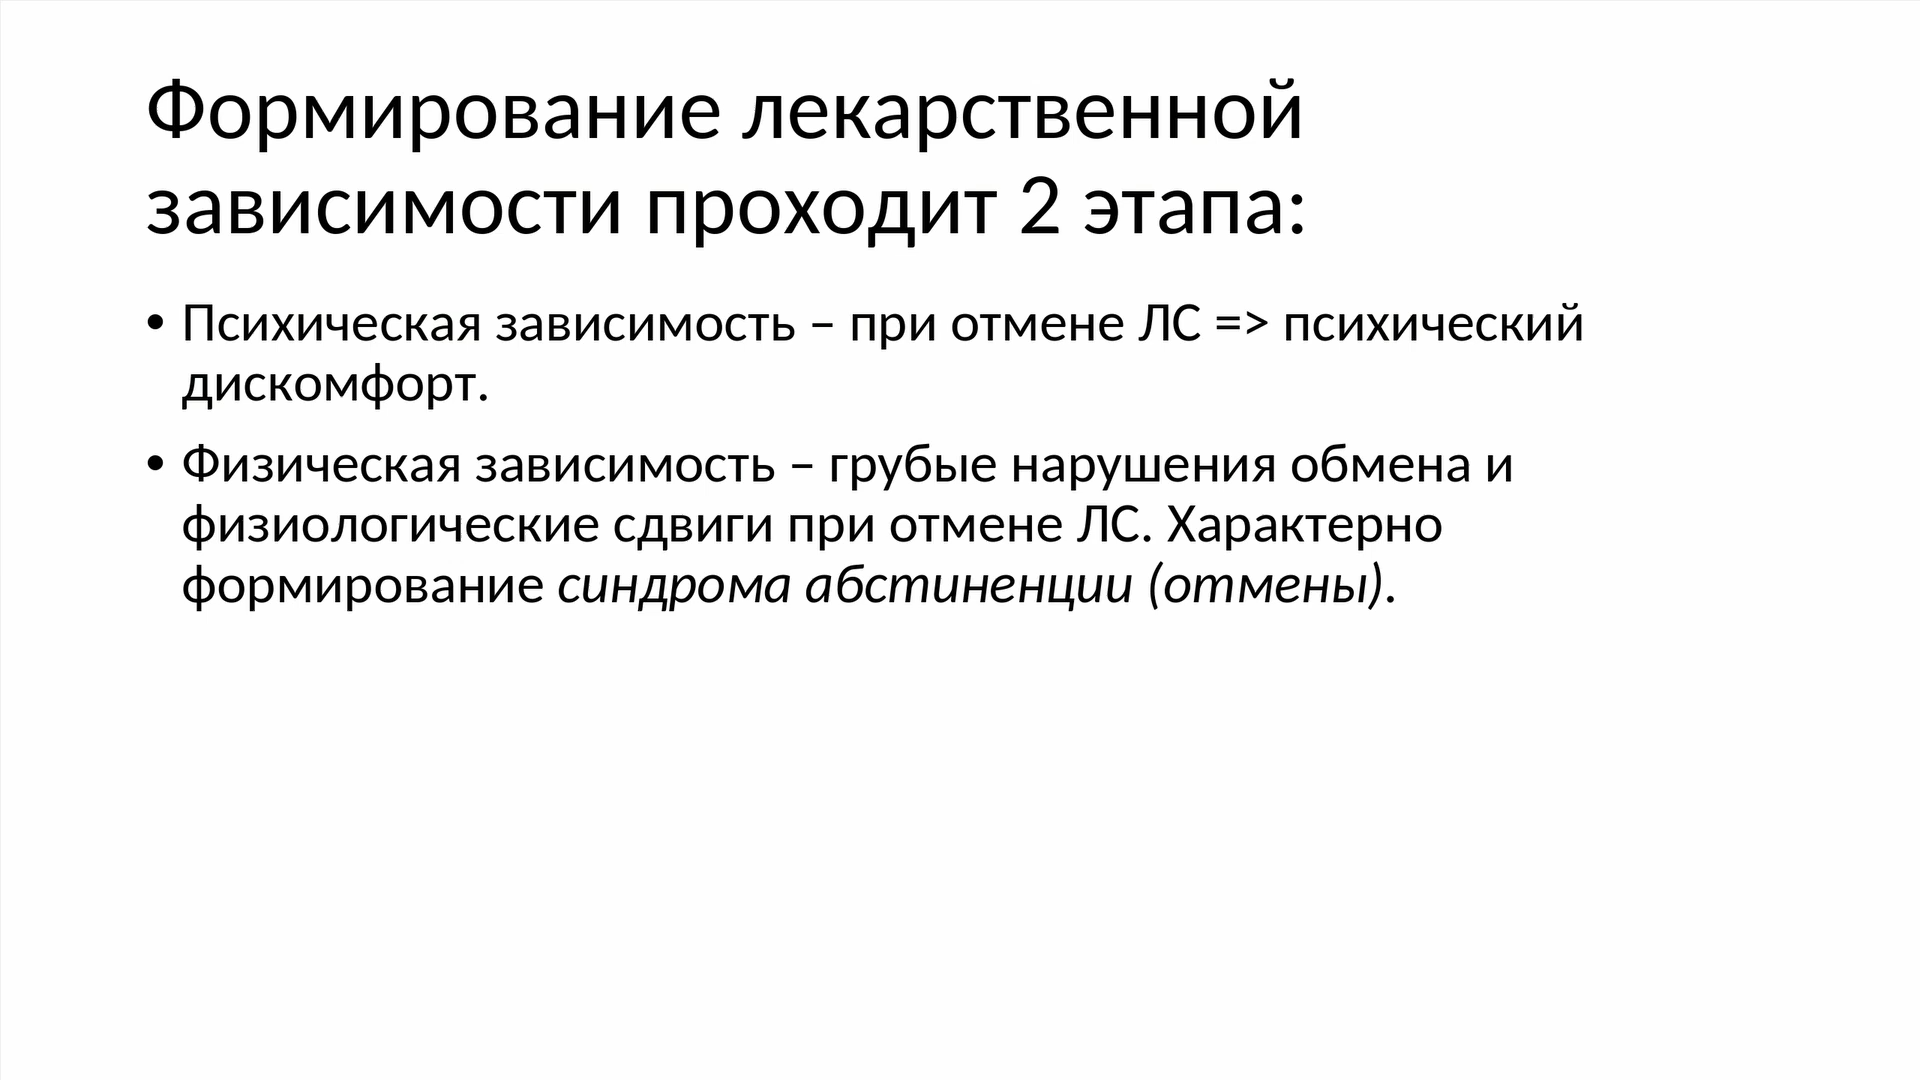 Формирование лекарственной
зависимости проходит 2 этапа:
• Психическая зависимость – при отмене ЛС => психический
дискомфорт.
• Физическая зависимость – грубые нарушения обмена и
физиологические сдвиги при отмене ЛС. Характерно
формирование синдрома абстиненции (отмены).